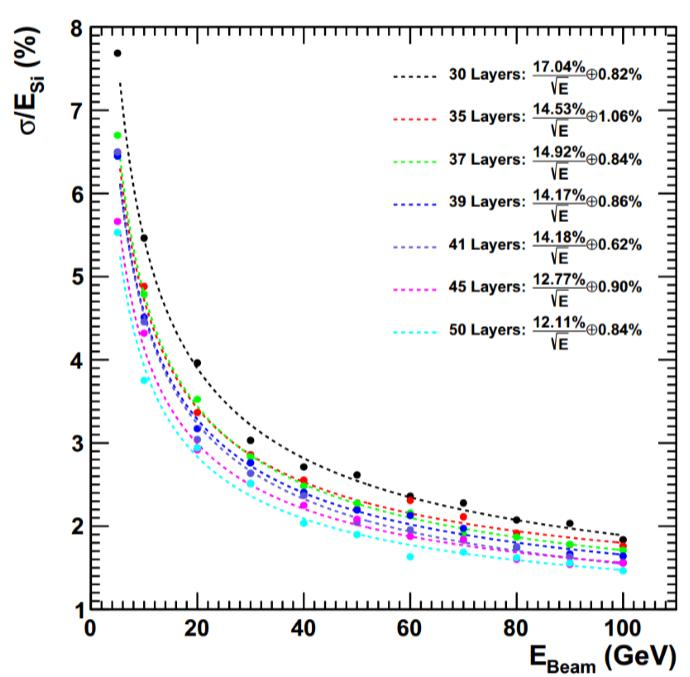 σ/E_Si (%)
8
7
6
5
4
3
2
1
30 Layers: 17.04%/√E ⊕0.82%
35 Layers: 14.53%/√E ⊕1.06%
37 Layers: 14.92%/√E ⊕0.84%
39 Layers: 14.17%/√E ⊕0.86%
41 Layers: 14.18%/√E ⊕0.62%
45 Layers: 12.77%/√E ⊕0.90%
50 Layers: 12.11%/√E ⊕0.84%
0 20 40 60 80 100
E_Beam (GeV)